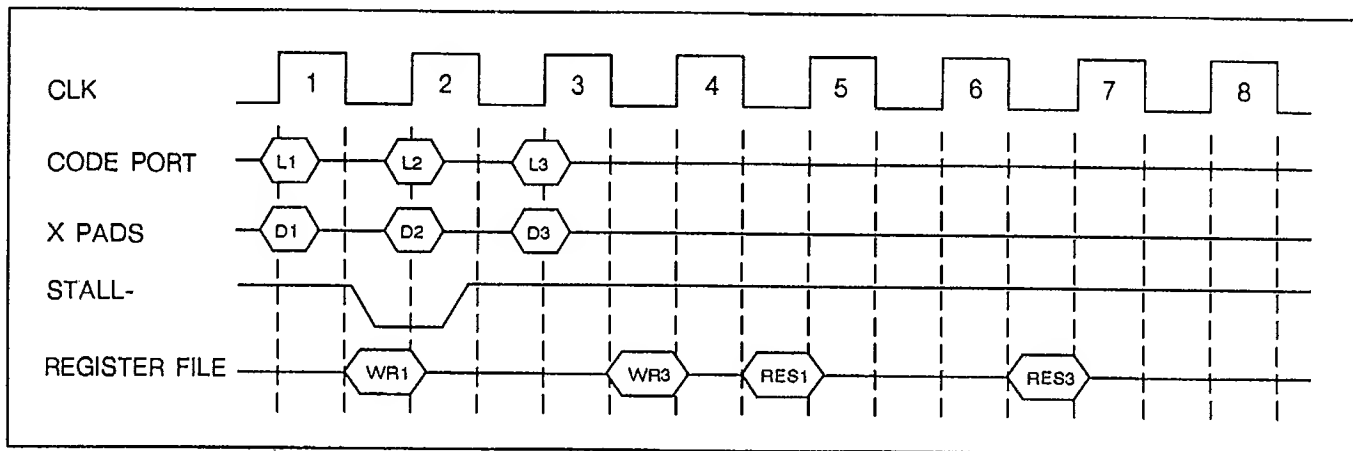 CLK 1 2 3 4 5 6 7 8
CODE PORT L1 L2 L3
X PADS D1 D2 D3
STALL-
REGISTER FILE WR1 WR3 RES1 RES3